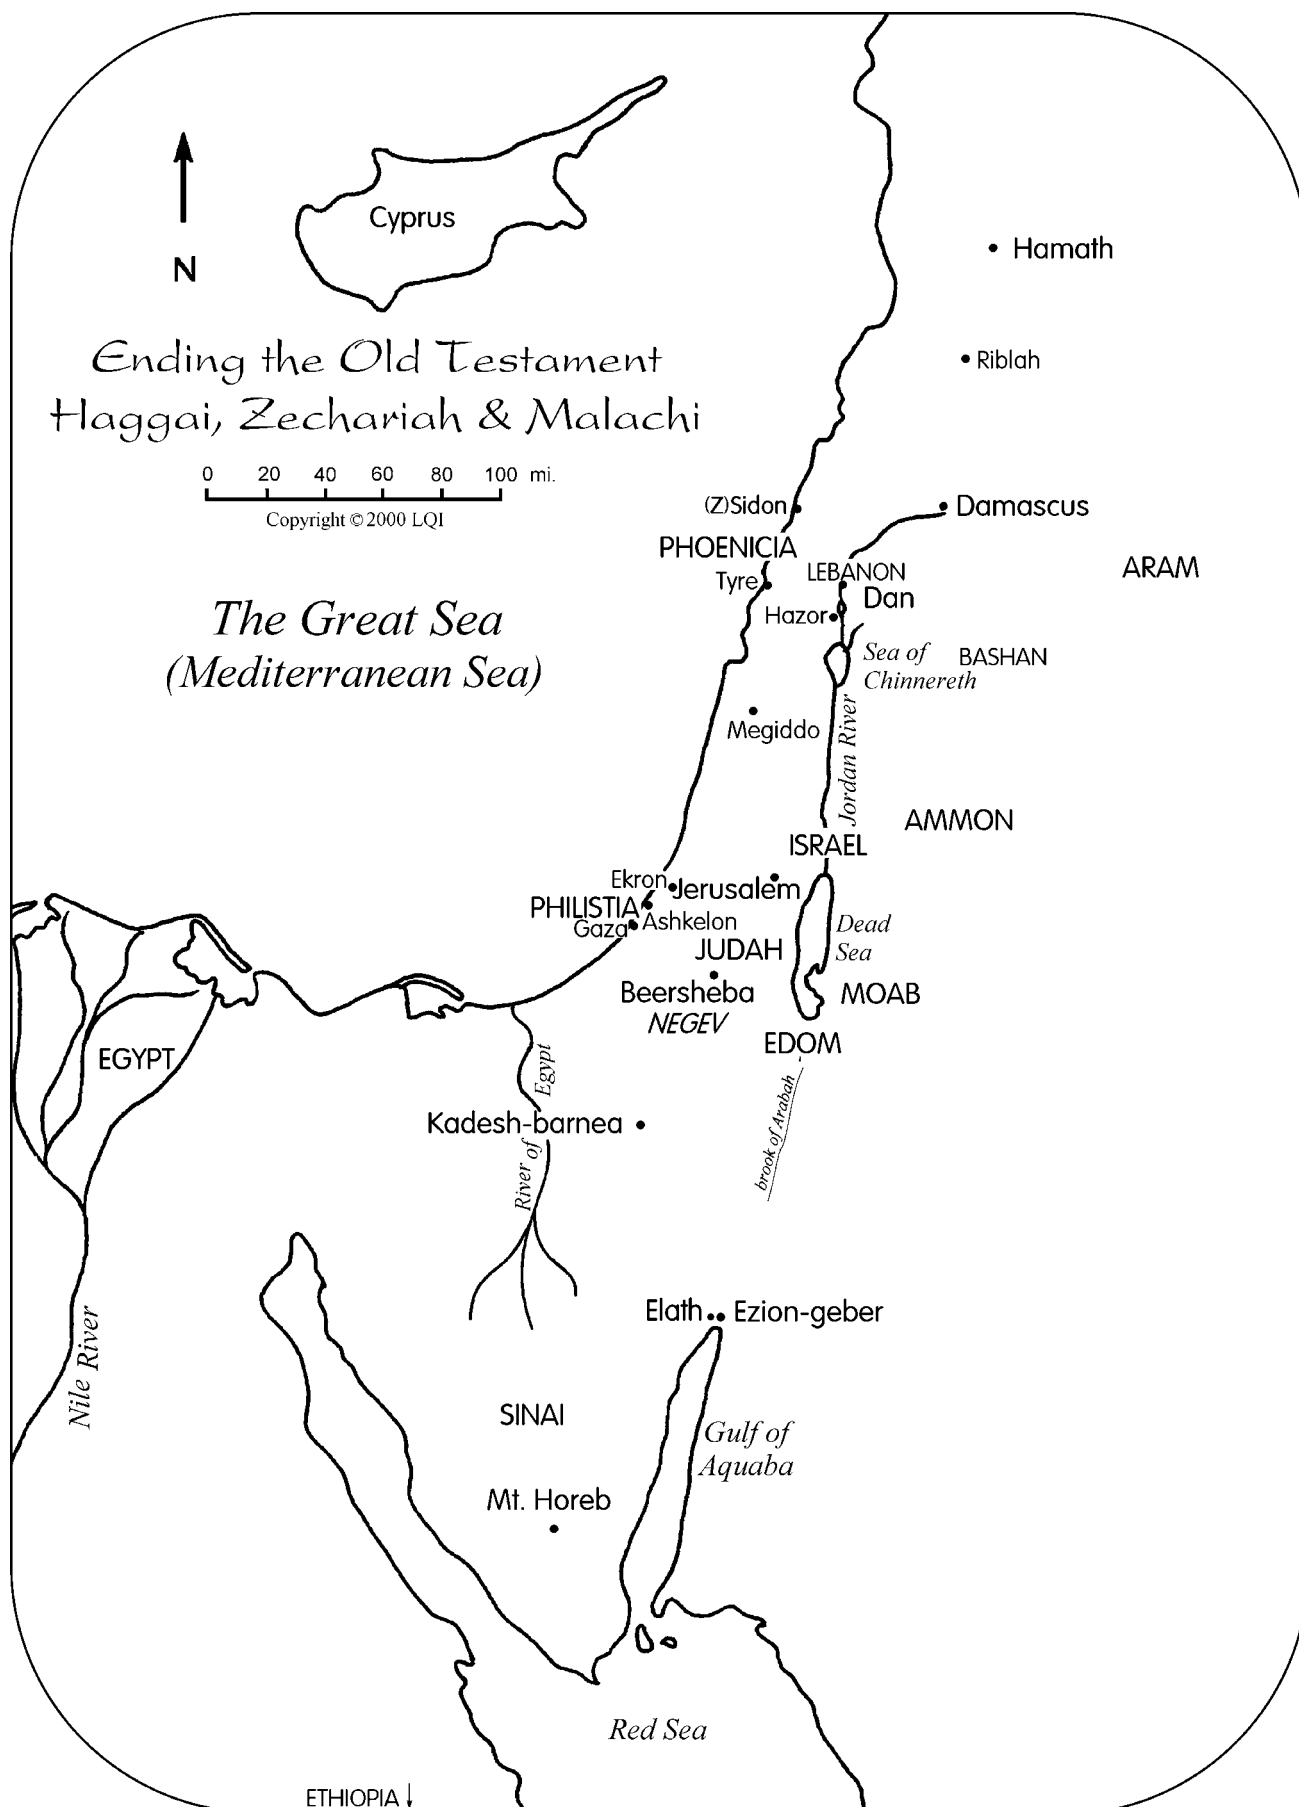 Cyprus
N
Hamath
Ending the Old Testament
Haggai, Zechariah & Malachi
Riblah
0 20 40 60 80 100 mi.
Copyright © 2000 LQI
(Z)Sidon
Damascus
PHOENICIA
ARAM
Tyre
LEBANON
Dan
Hazor
The Great Sea
(Mediterranean Sea)
Sea of
Chinnereth
BASHAN
Megiddo
Jordan River
AMMON
ISRAEL
Ekron
Jerusalem
PHILISTIA
Ashkelon
Gaza
Dead
Sea
JUDAH
Beersheba
NEGEV
MOAB
EDOM
EGYPT
River of Egypt
brook of Arabah
Kadesh-barnea
Elath
Ezion-geber
Nile River
SINAI
Gulf of
Aquaba
Mt. Horeb
Red Sea
ETHIOPIA